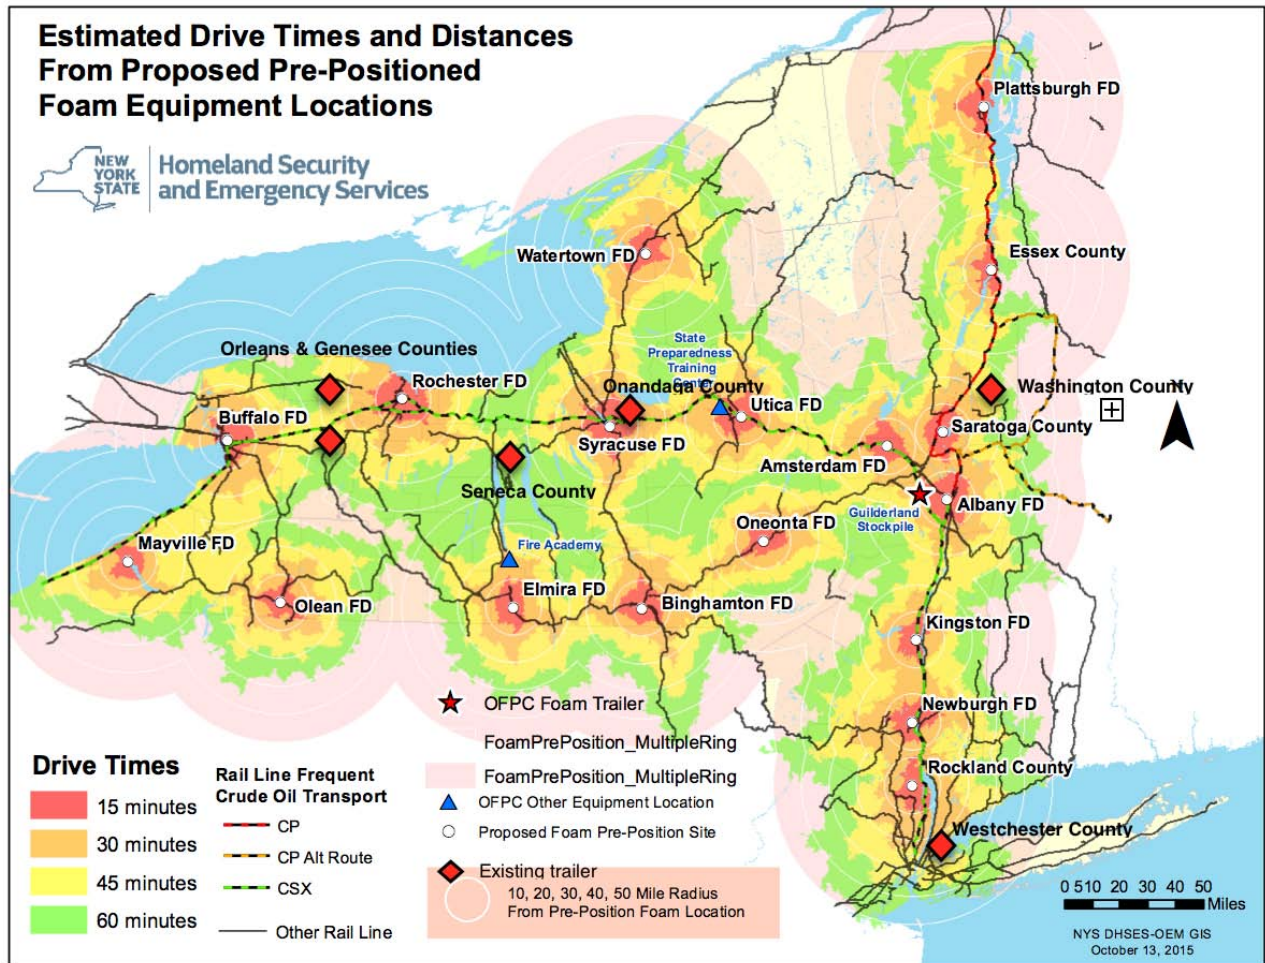 Estimated Drive Times and Distances
From Proposed Pre-Positioned
Foam Equipment Locations
NEW
YORK
STATE
Homeland Security
and Emergency Services
Plattsburgh FD
Essex County
Watertown FD
State
Preparedness
Training
Center
Orleans & Genesee Counties
Rochester FD
Onandaga County
Washington County
Buffalo FD
Utica FD
Saratoga County
Syracuse FD
Amsterdam FD
Seneca County
Albany FD
Guilderland
Stockpile
Oneonta FD
Mayville FD
Fire Academy
Olean FD
Elmira FD
Binghamton FD
Kingston FD
Newburgh FD
Rockland County
Westchester County
Drive Times
15 minutes
30 minutes
45 minutes
60 minutes
Rail Line Frequent
Crude Oil Transport
CP
CP Alt Route
CSX
Other Rail Line
OFPC Foam Trailer
FoamPrePosition_MultipleRing
FoamPrePosition_MultipleRing
OFPC Other Equipment Location
Proposed Foam Pre-Position Site
Existing trailer
10, 20, 30, 40, 50 Mile Radius
From Pre-Position Foam Location
0 5 10 20 30 40 50
Miles
NYS DHSES-OEM GIS
October 13, 2015